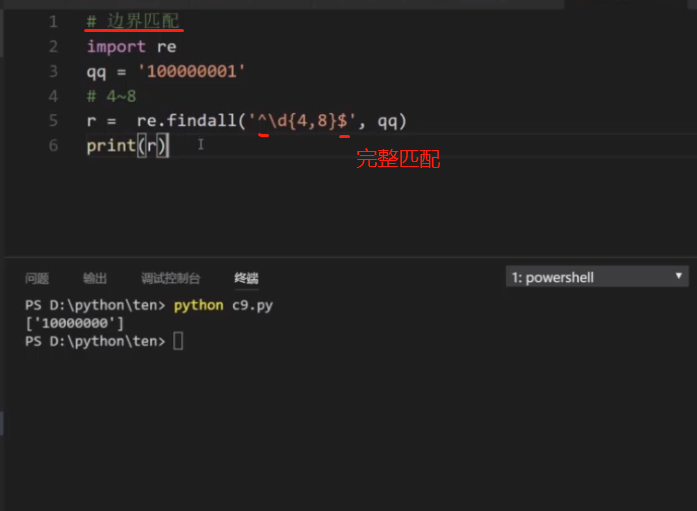 1 # 边界匹配
2 import re
3 qq = '100000001'
4 # 4~8
5 r =  re.findall('^\d{4,8}$', qq)
6 print(r)
完整匹配
问题 输出 调试控制台 终端 1: powershell
PS D:\python\ten> python c9.py
['10000000']
PS D:\python\ten>